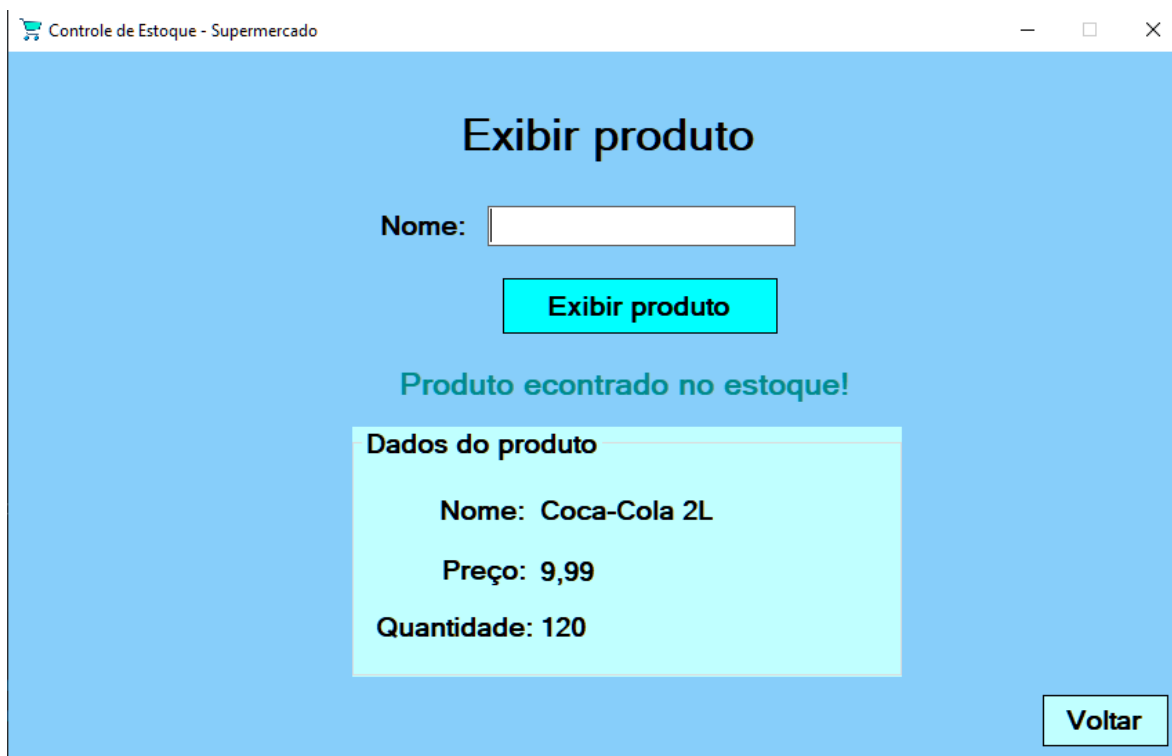 Controle de Estoque - Supermercado
Exibir produto
Nome:
Exibir produto
Produto econtrado no estoque!
Dados do produto
Nome: Coca-Cola 2L
Preço: 9,99
Quantidade: 120
Voltar